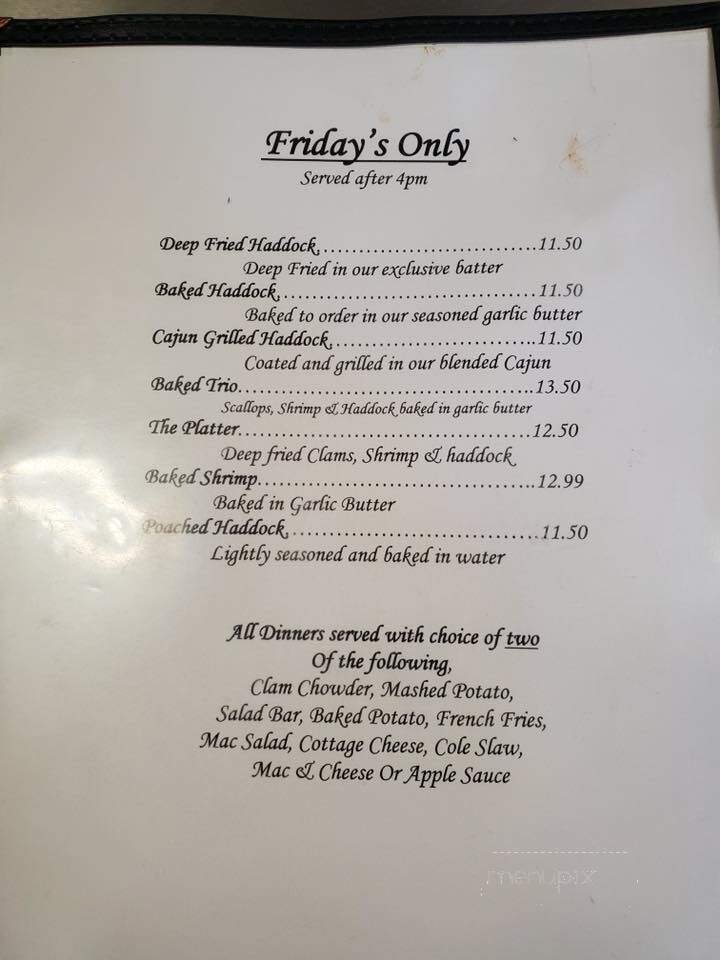 Friday's Only
Served after 4pm
Deep Fried Haddock,...............................11.50
Deep Fried in our exclusive batter
Baked Haddock,....................................11.50
Baked to order in our seasoned garlic butter
Cajun Grilled Haddock,.............................11.50
Coated and grilled in our blended Cajun
Baked Trio..........................................13.50
Scallops, Shrimp & Haddock baked in garlic butter
The Platter.........................................12.50
Deep fried Clams, Shrimp & haddock
Baked Shrimp.......................................12.99
Baked in Garlic Butter
Poached Haddock,...................................11.50
Lightly seasoned and baked in water
All Dinners served with choice of two
Of the following,
Clam Chowder, Mashed Potato,
Salad Bar, Baked Potato, French Fries,
Mac Salad, Cottage Cheese, Cole Slaw,
Mac & Cheese Or Apple Sauce
menupix